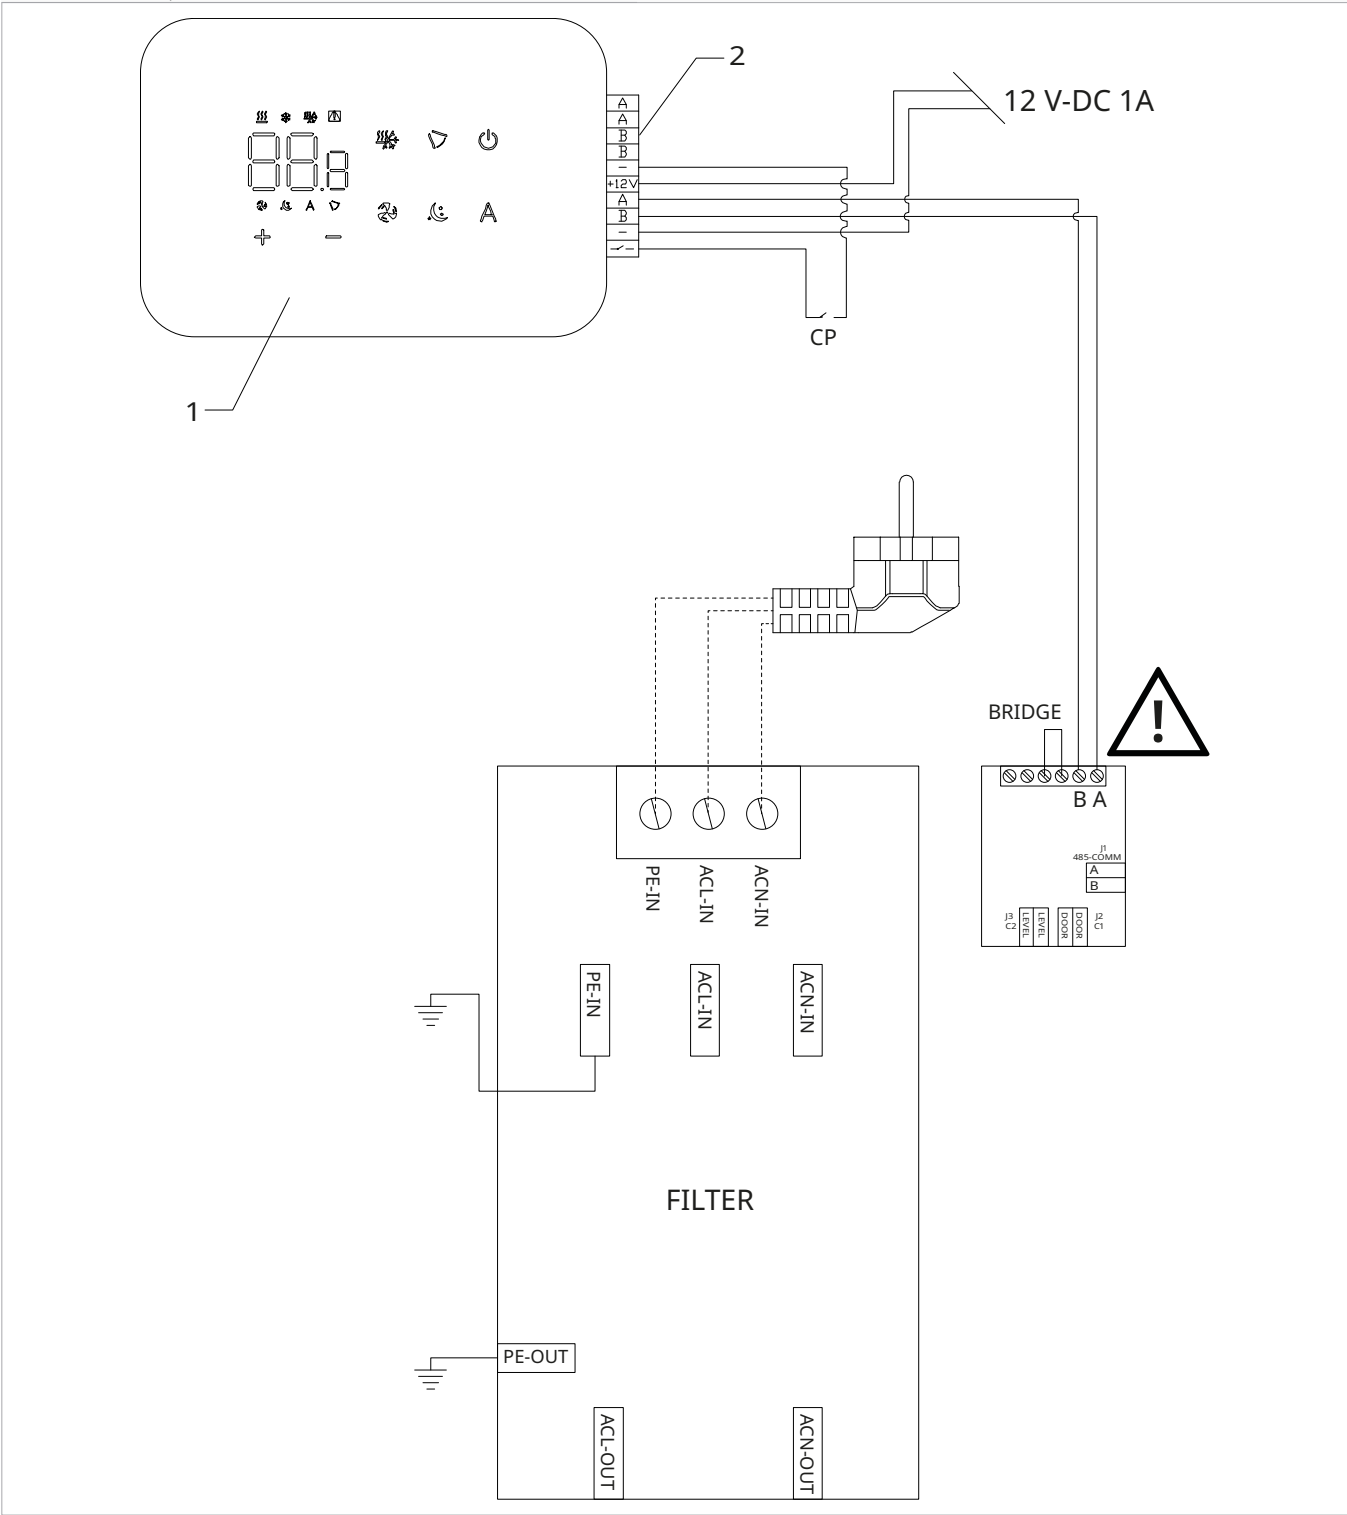 2
12 V-DC 1A
A
A
B
B
-
+12V
A
B
-
A
A
+ -
CP
1
BRIDGE
!
B A
J1
485-COMM
A
B
J3
C2
LEVEL
LEVEL
DOOR
DOOR
J2
C1
PE-IN
ACL-IN
ACN-IN
PE-IN
ACL-IN
ACN-IN
FILTER
PE-OUT
ACL-OUT
ACN-OUT